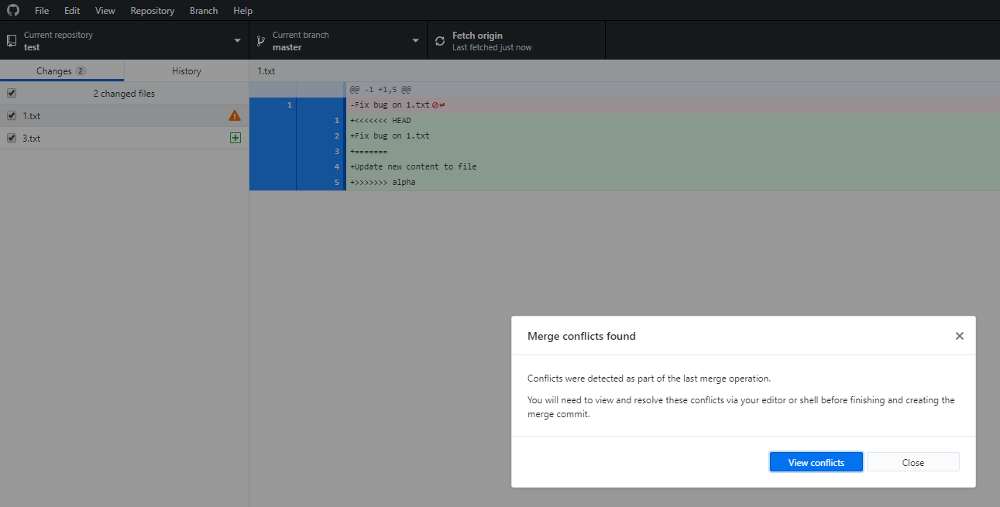 File Edit View Repository Branch Help
Current repository
test
Current branch
master
Fetch origin
Last fetched just now
Changes 2 History
2 changed files
1.txt
3.txt
1.txt
@@ -1 +1,5 @@
1 -Fix bug on 1.txt
1 +<<<<<<< HEAD
2 +Fix bug on 1.txt
3 +=======
4 +Update new content to file
5 +>>>>>>> alpha
Merge conflicts found
Conflicts were detected as part of the last merge operation.
You will need to view and resolve these conflicts via your editor or shell before finishing and creating the
merge commit.
View conflicts Close